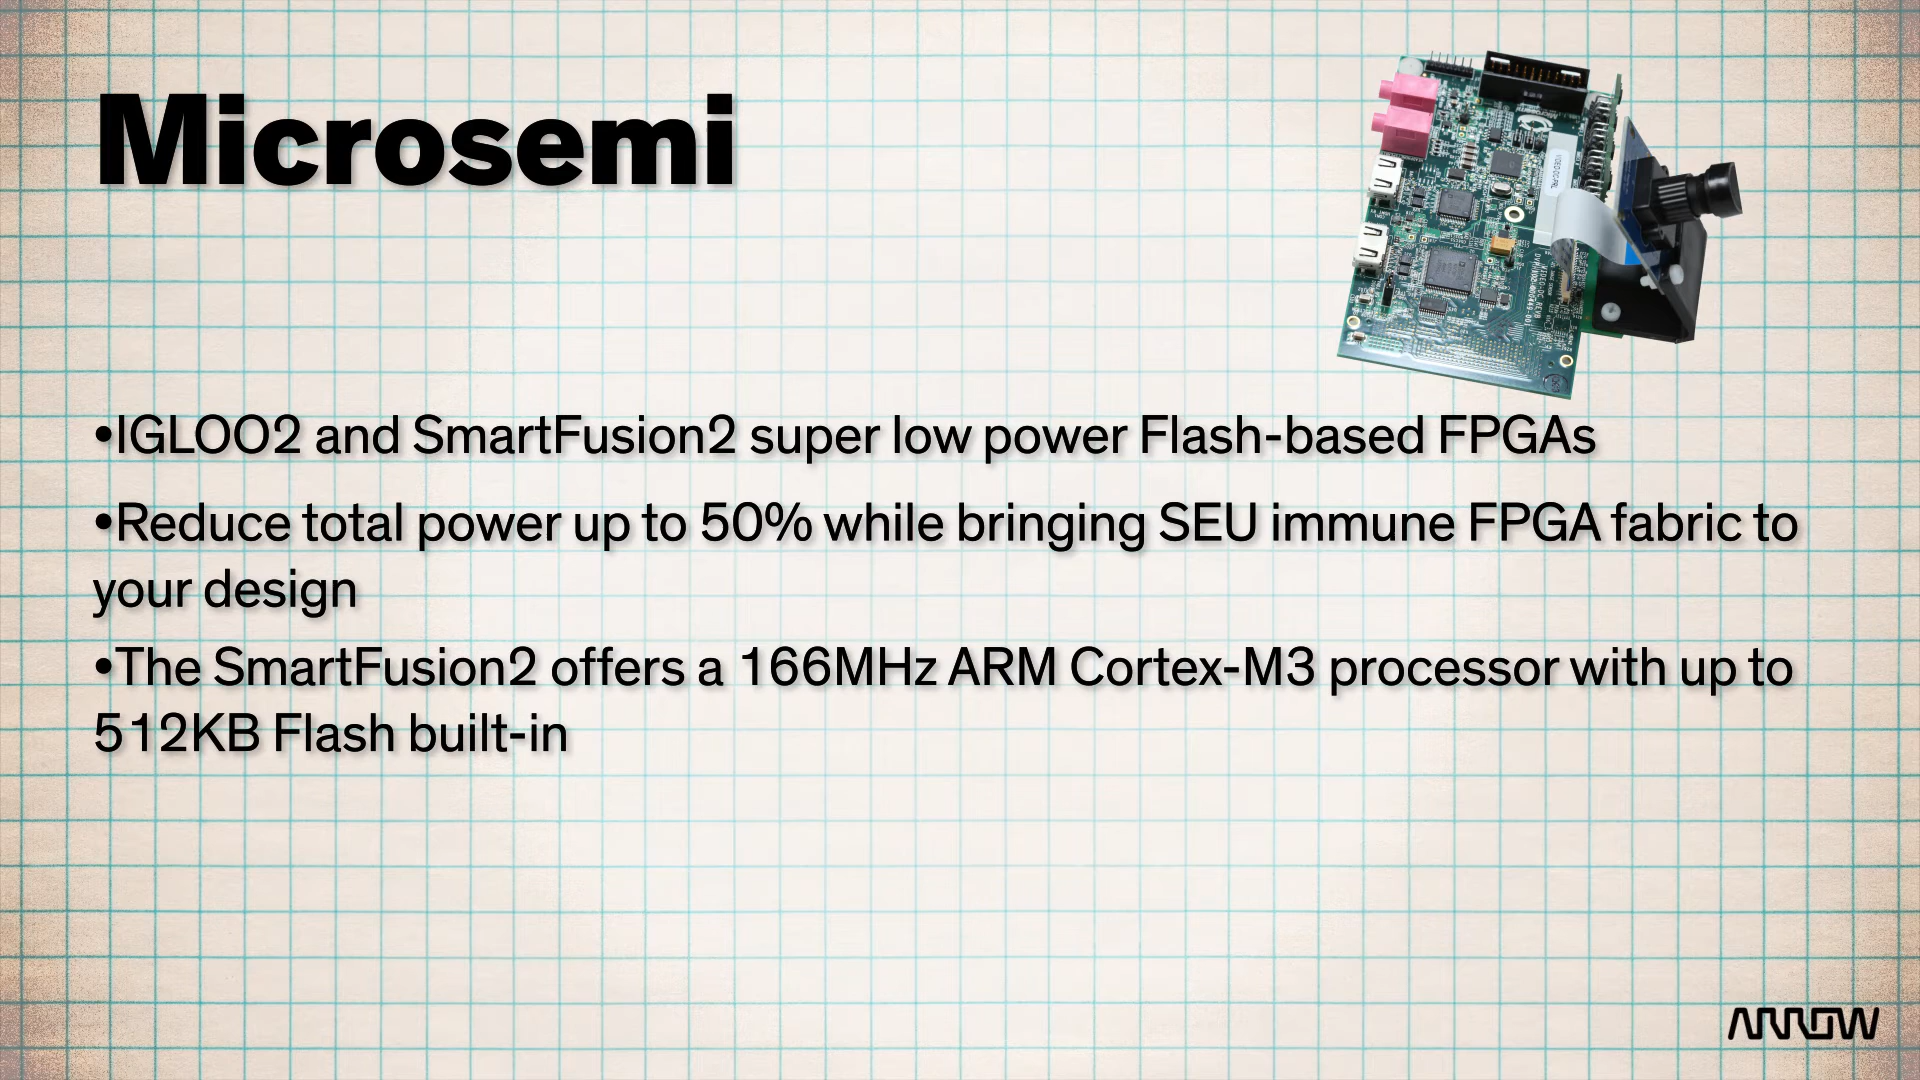 Microsemi
•IGLOO2 and SmartFusion2 super low power Flash-based FPGAs
•Reduce total power up to 50% while bringing SEU immune FPGA fabric to
your design
•The SmartFusion2 offers a 166MHz ARM Cortex-M3 processor with up to
512KB Flash built-in
ARROW